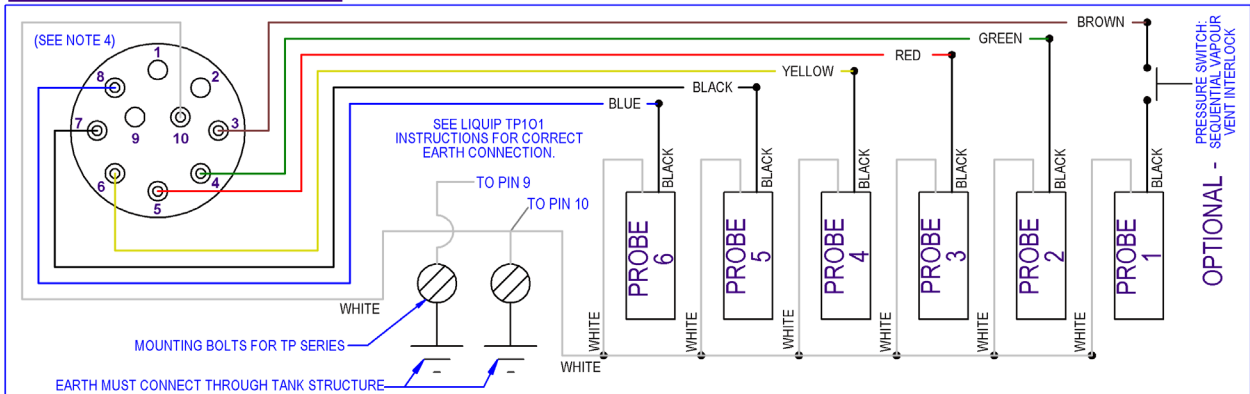 (SEE NOTE 4)
1
2
3
4
5
6
7
8
9
10
BROWN
GREEN
RED
YELLOW
BLACK
BLUE
SEE LIQUIP TP101
INSTRUCTIONS FOR CORRECT
EARTH CONNECTION.
TO PIN 9
TO PIN 10
WHITE
MOUNTING BOLTS FOR TP SERIES
EARTH MUST CONNECT THROUGH TANK STRUCTURE
WHITE
BLACK
BLACK
BLACK
BLACK
BLACK
BLACK
PROBE
6
PROBE
5
PROBE
4
PROBE
3
PROBE
2
PROBE
1
WHITE
WHITE
WHITE
WHITE
WHITE
WHITE
OPTIONAL -
PRESSURE SWITCH:
SEQUENTIAL VAPOUR
VENT INTERLOCK